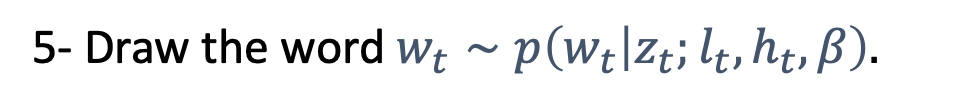 5- Draw the word 𝑤ₜ ~ 𝑝(𝑤ₜ|𝑧ₜ; 𝑙ₜ, ℎₜ, 𝛽).